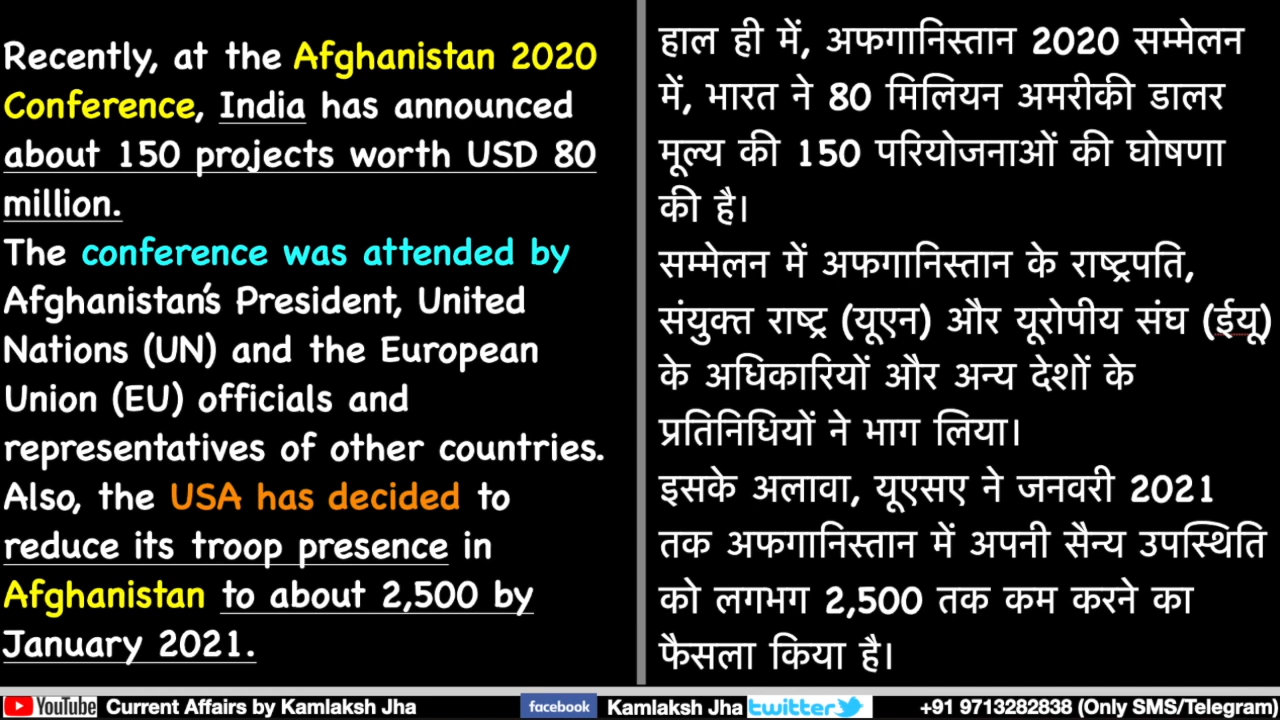 Recently, at the Afghanistan 2020
Conference, India has announced
about 150 projects worth USD 80
million.
The conference was attended by
Afghanistan's President, United
Nations (UN) and the European
Union (EU) officials and
representatives of other countries.
Also, the USA has decided to
reduce its troop presence in
Afghanistan to about 2,500 by
January 2021.
हाल ही में, अफगानिस्तान 2020 सम्मेलन
में, भारत ने 80 मिलियन अमरीकी डालर
मूल्य की 150 परियोजनाओं की घोषणा
की है।
सम्मेलन में अफगानिस्तान के राष्ट्रपति,
संयुक्त राष्ट्र (यूएन) और यूरोपीय संघ (ईयू)
के अधिकारियों और अन्य देशों के
प्रतिनिधियों ने भाग लिया।
इसके अलावा, यूएसए ने जनवरी 2021
तक अफगानिस्तान में अपनी सैन्य उपस्थिति
को लगभग 2,500 तक कम करने का
फैसला किया है।
YouTube Current Affairs by Kamlaksh Jha facebook Kamlaksh Jha twitter +91 9713282838 (Only SMS/Telegram)